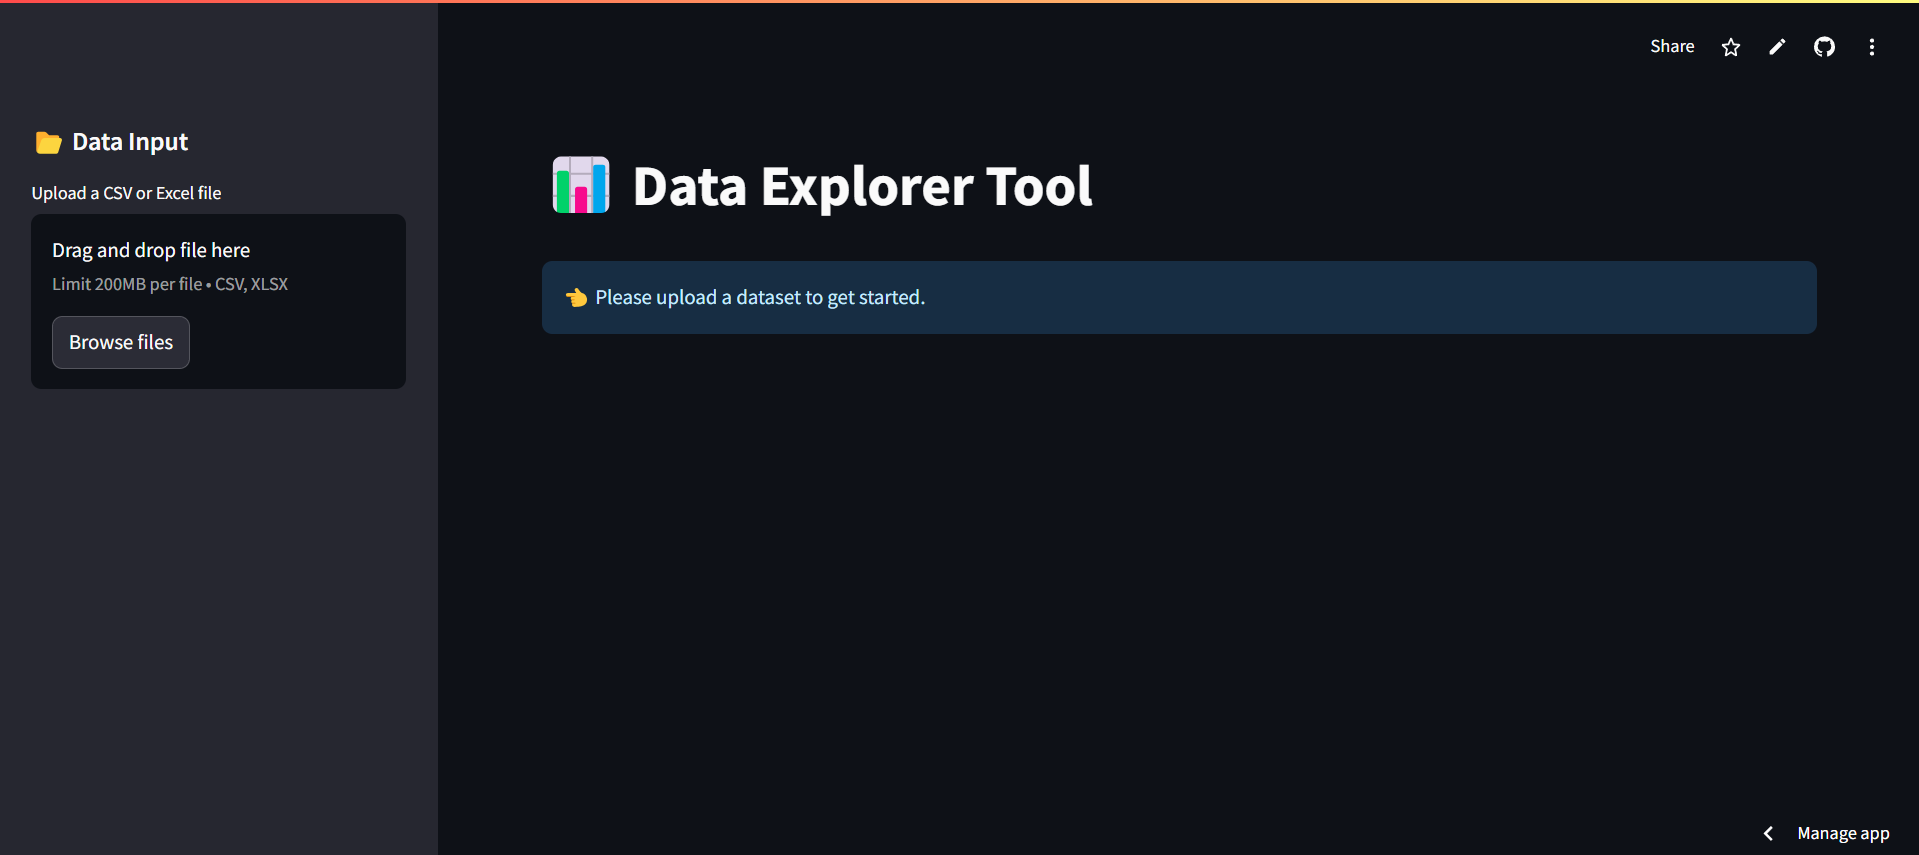 Share
Data Input
Upload a CSV or Excel file
Drag and drop file here
Limit 200MB per file • CSV, XLSX
Browse files
Data Explorer Tool
Please upload a dataset to get started.
Manage app